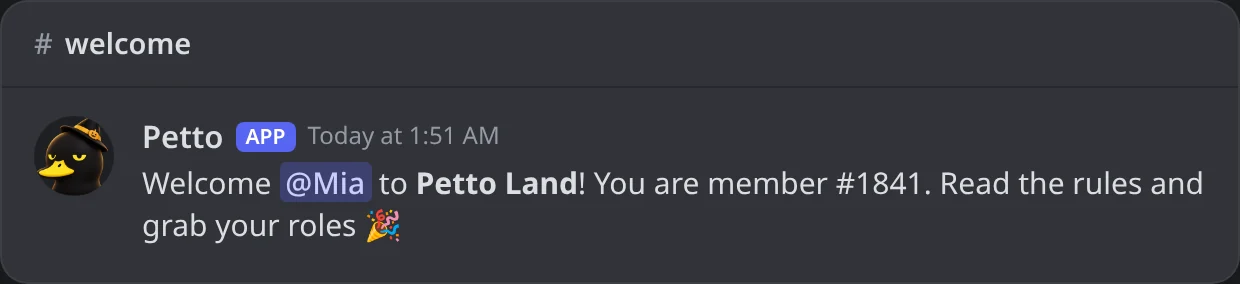 # welcome
Petto APP Today at 1:51 AM
Welcome @Mia to Petto Land! You are member #1841. Read the rules and
grab your roles 🎉